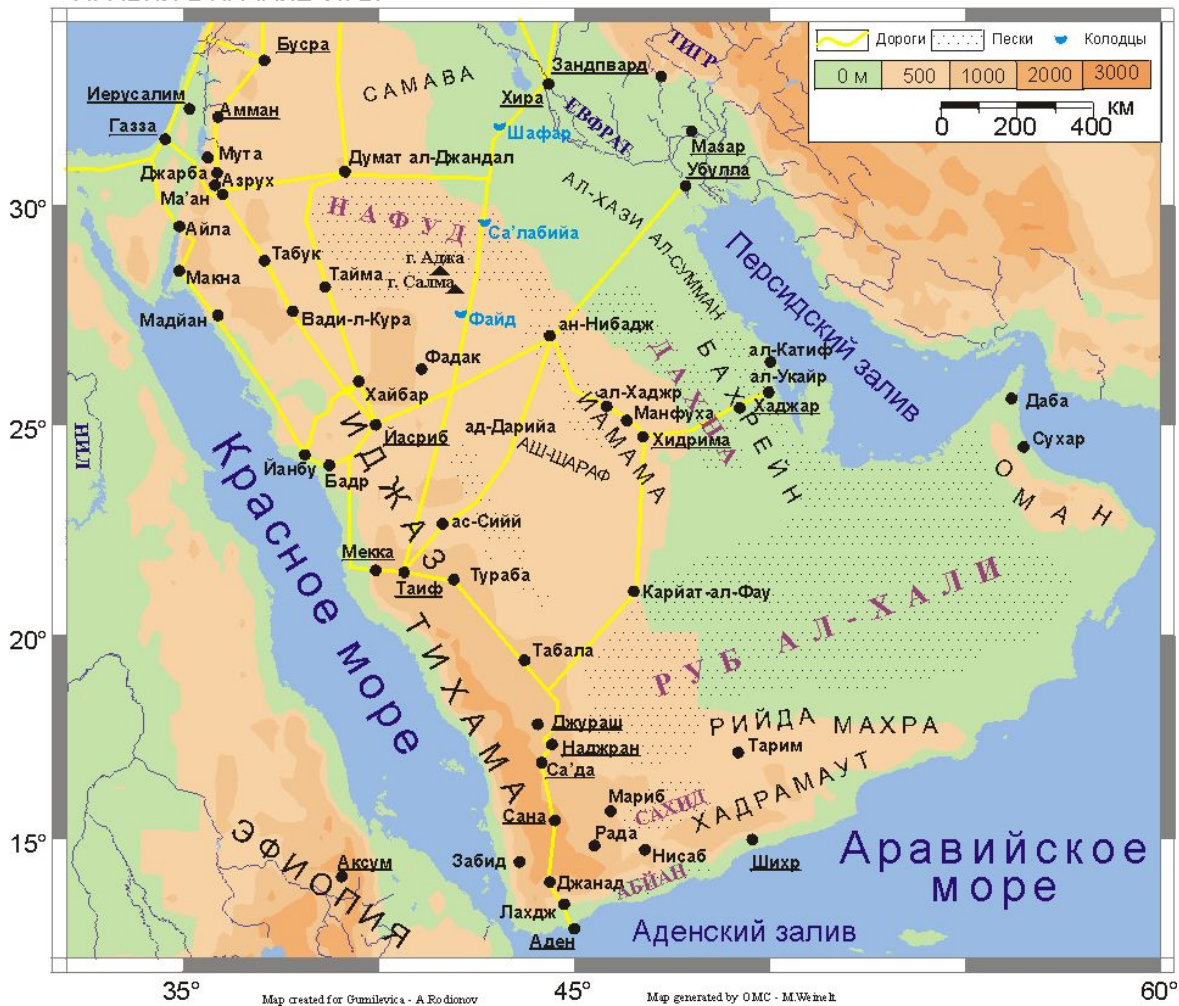 Дороги
Пески
Колодцы
0 м 500 1000 2000 3000
0 200 400 КМ
Бусра
САМАВА
Зандпвард
ТИГР
Иерусалим
Амман
Хира
ЕВФРАТ
Газза
Шафар
Мазар
Мута
Думат ал-Джандал
Убулла
Джарба
Азрух
Ма'ан
АЛ-ХАЗИ
АЛ-СУММАН
30°
НАФУД
Са'лабийа
Айла
г. Аджа
Табук
Тайма
г. Салма
Макна
Персидский залив
Мадийан
Вади-л-Кура
Файд
ан-Нибадж
ДАХНА
БАХРЕЙН
ал-Катиф
Фадак
ал-Укайр
Хайбар
ал-Хаджр
Манфуха
Хаджар
Даба
ИАМАМА
25°
НИЛ
ХИДЖАЗ
Йасриб
ад-Дарийа
Хидрима
Сухар
АШ-ШАРАФ
Йанбу
Бадр
ОМАН
Красное море
ас-Сийй
Мекка
Таиф
Тураба
Карйат-ал-Фау
РУБ АЛ-ХАЛИ
20°
ТИХАМА
Табала
Джураш
РИЙДА
МАХРА
Наджран
Тарим
Са'да
Мариб
САХИД
ХАДРАМАУТ
Сана
Рада
15°
ЭФИОПИЯ
Аксум
Забид
Нисаб
Шихр
Аравийское
море
Джанад
АБЙАН
Лахдж
Аден
Аденский залив
35°
45°
60°
Map created for Gumilevica - A.Rodionov
Map generated by OMC - M.Weinelt